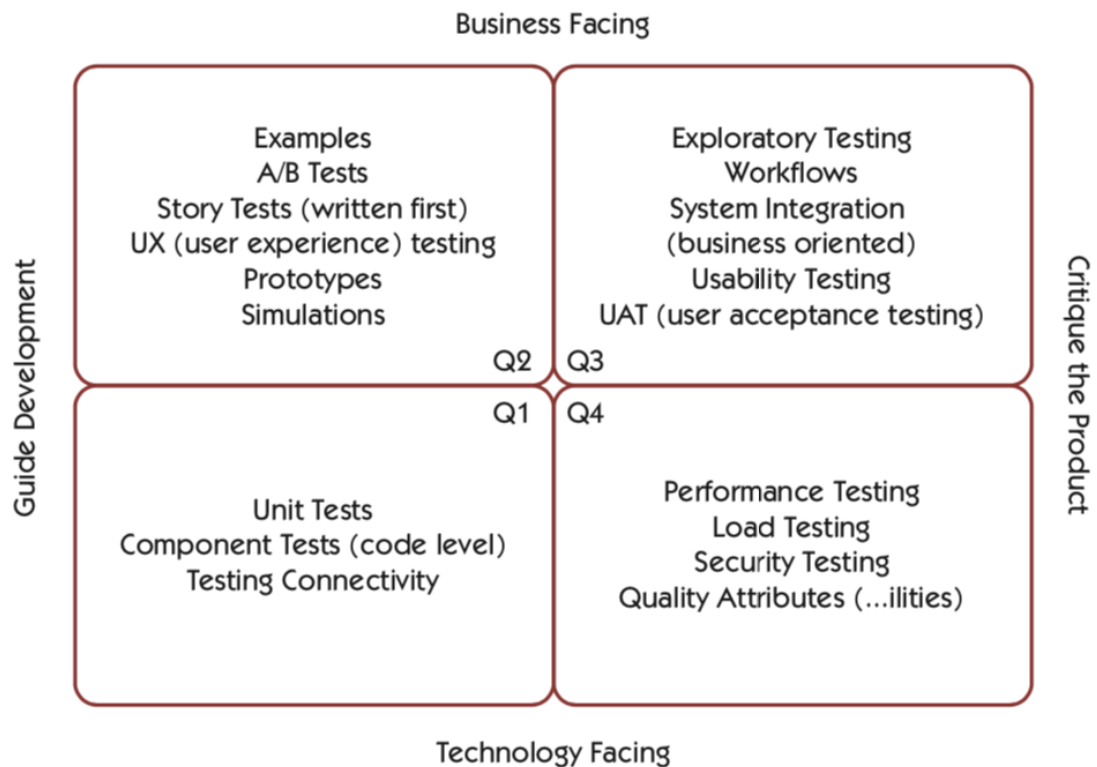 Business Facing
Guide Development
Examples
A/B Tests
Story Tests (written first)
UX (user experience) testing
Prototypes
Simulations
Q2
Exploratory Testing
Workflows
System Integration
(business oriented)
Usability Testing
UAT (user acceptance testing)
Q3
Critique the Product
Q1
Unit Tests
Component Tests (code level)
Testing Connectivity
Q4
Performance Testing
Load Testing
Security Testing
Quality Attributes (...ilities)
Technology Facing